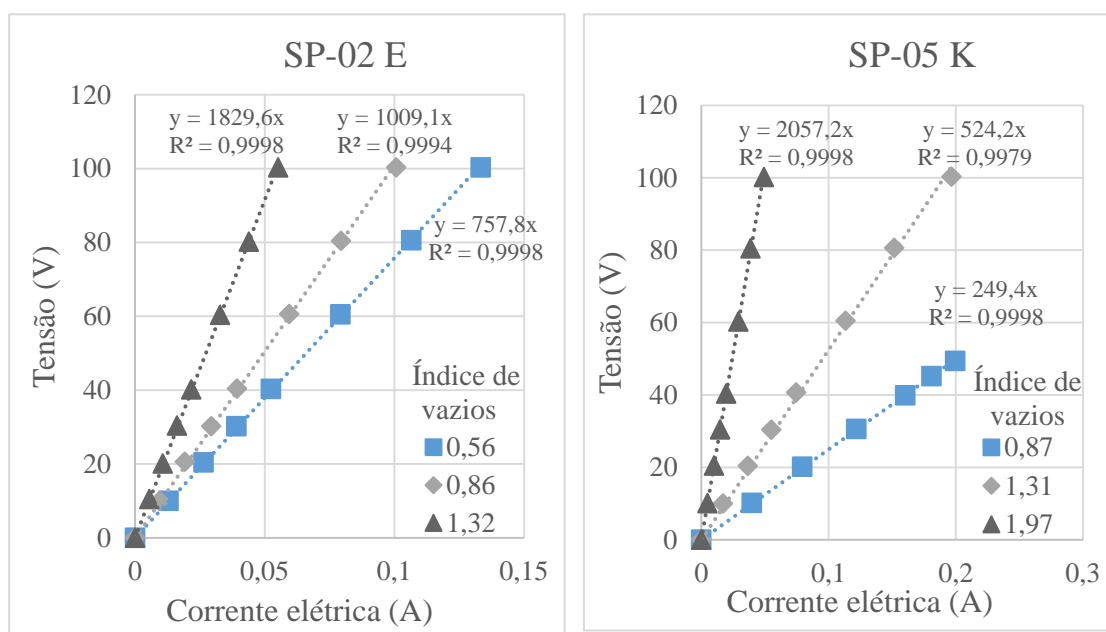 SP-02 E
120
100
80
60
40
20
0
Tensão (V)
y = 1829,6x
R² = 0,9998
y = 1009,1x
R² = 0,9994
y = 757,8x
R² = 0,9998
Índice de
vazios
0,56
0,86
1,32
0
0,05
0,1
0,15
Corrente elétrica (A)
SP-05 K
120
100
80
60
40
20
0
Tensão (V)
y = 2057,2x
R² = 0,9998
y = 524,2x
R² = 0,9979
y = 249,4x
R² = 0,9998
Índice de
vazios
0,87
1,31
1,97
0
0,1
0,2
0,3
Corrente elétrica (A)